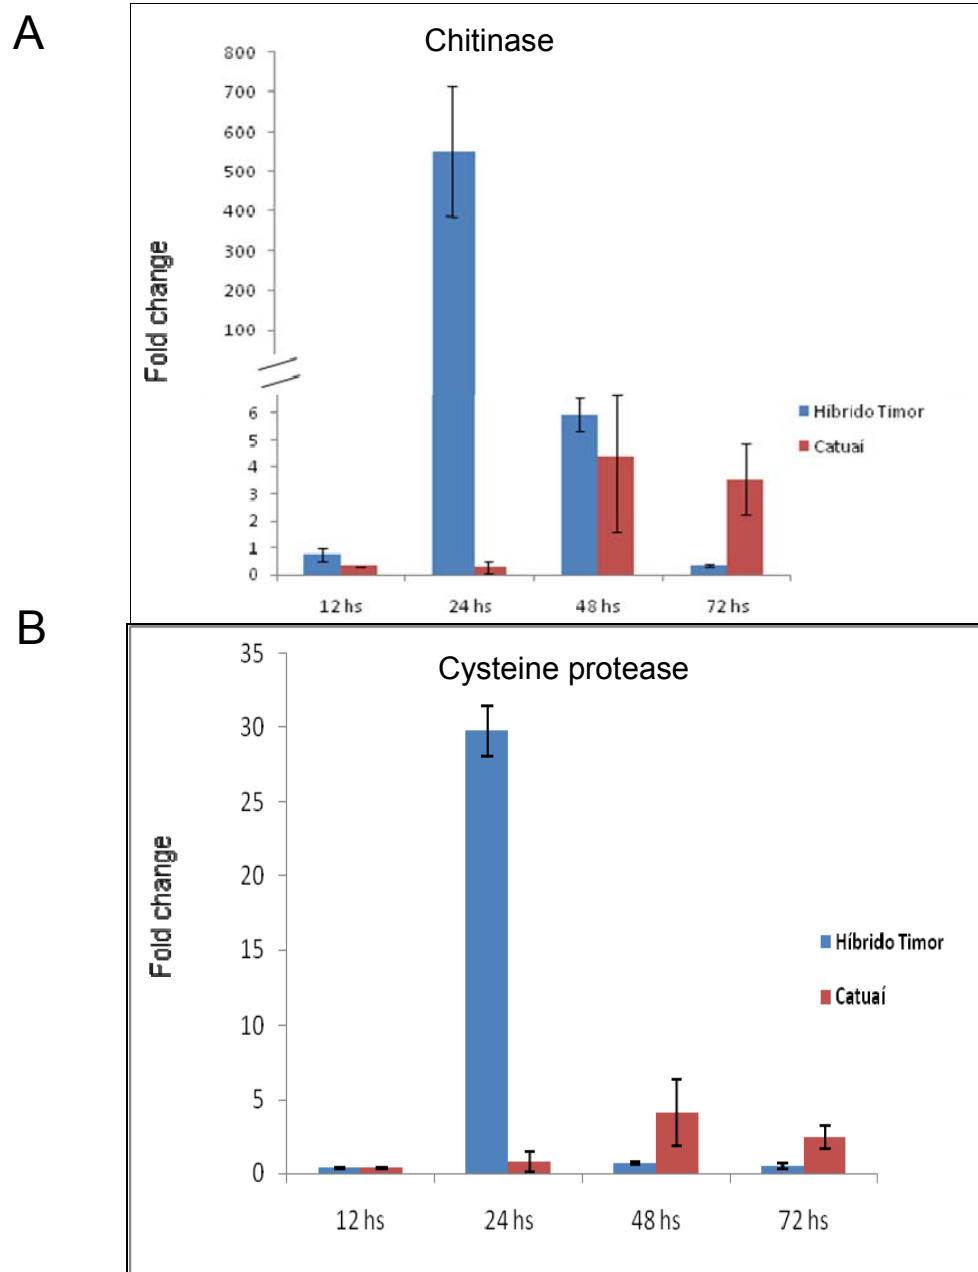 A
Chitinase
800
700
600
500
400
300
200
100
6
5
4
3
2
1
0
Fold change
Híbrido Timor
Catuaí
12 hs 24 hs 48 hs 72 hs
B
Cysteine protease
35
30
25
20
15
10
5
0
Fold change
Híbrido Timor
Catuaí
12 hs 24 hs 48 hs 72 hs